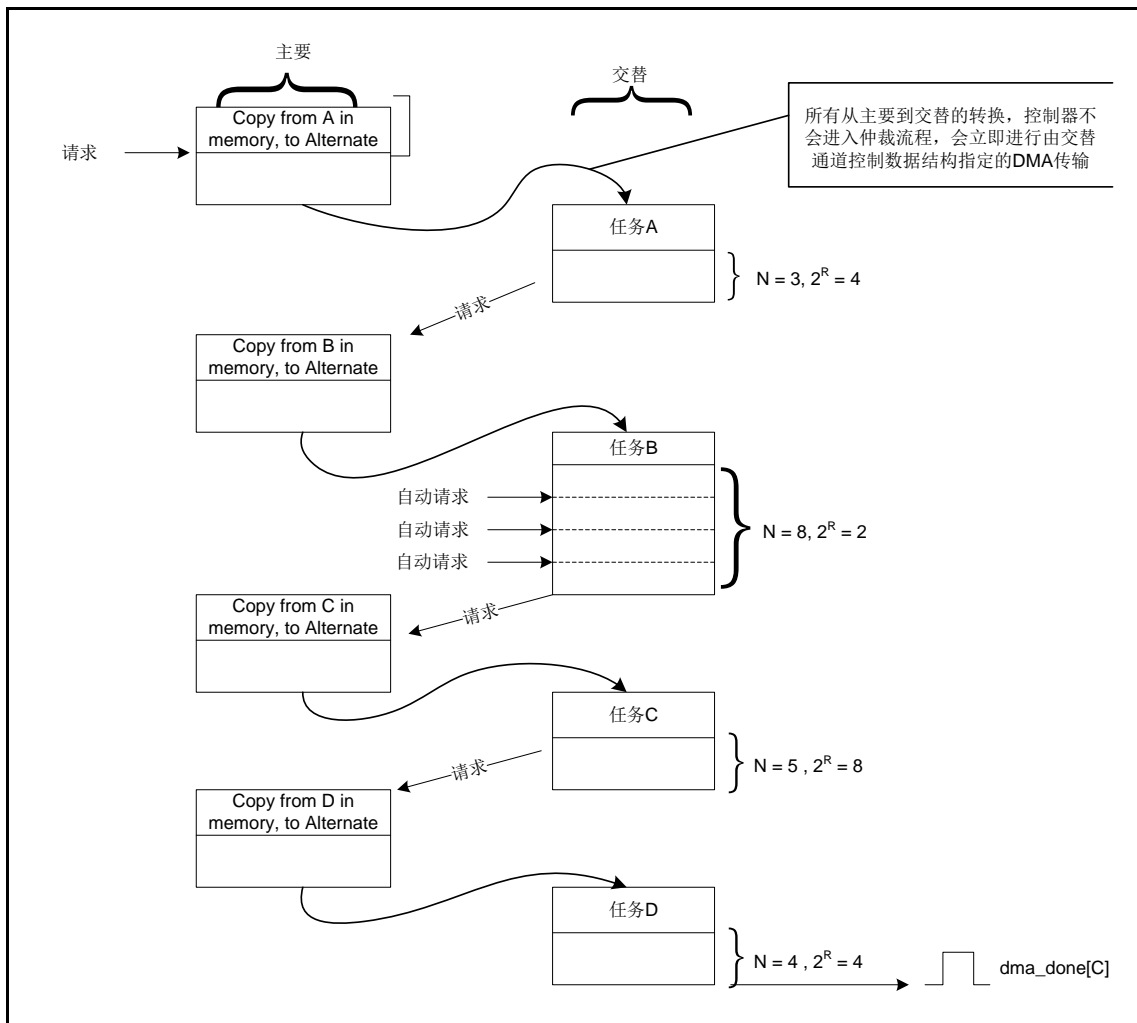 主要
交替
Copy from A in
memory, to Alternate
所有从主要到交替的转换，控制器不
会进入仲裁流程，会立即进行由交替
通道控制数据结构指定的DMA传输
请求
任务A
N = 3, 2^R = 4
请求
Copy from B in
memory, to Alternate
任务B
自动请求
自动请求
自动请求
N = 8, 2^R = 2
请求
Copy from C in
memory, to Alternate
任务C
N = 5 , 2^R = 8
请求
Copy from D in
memory, to Alternate
任务D
N = 4 , 2^R = 4
dma_done[C]